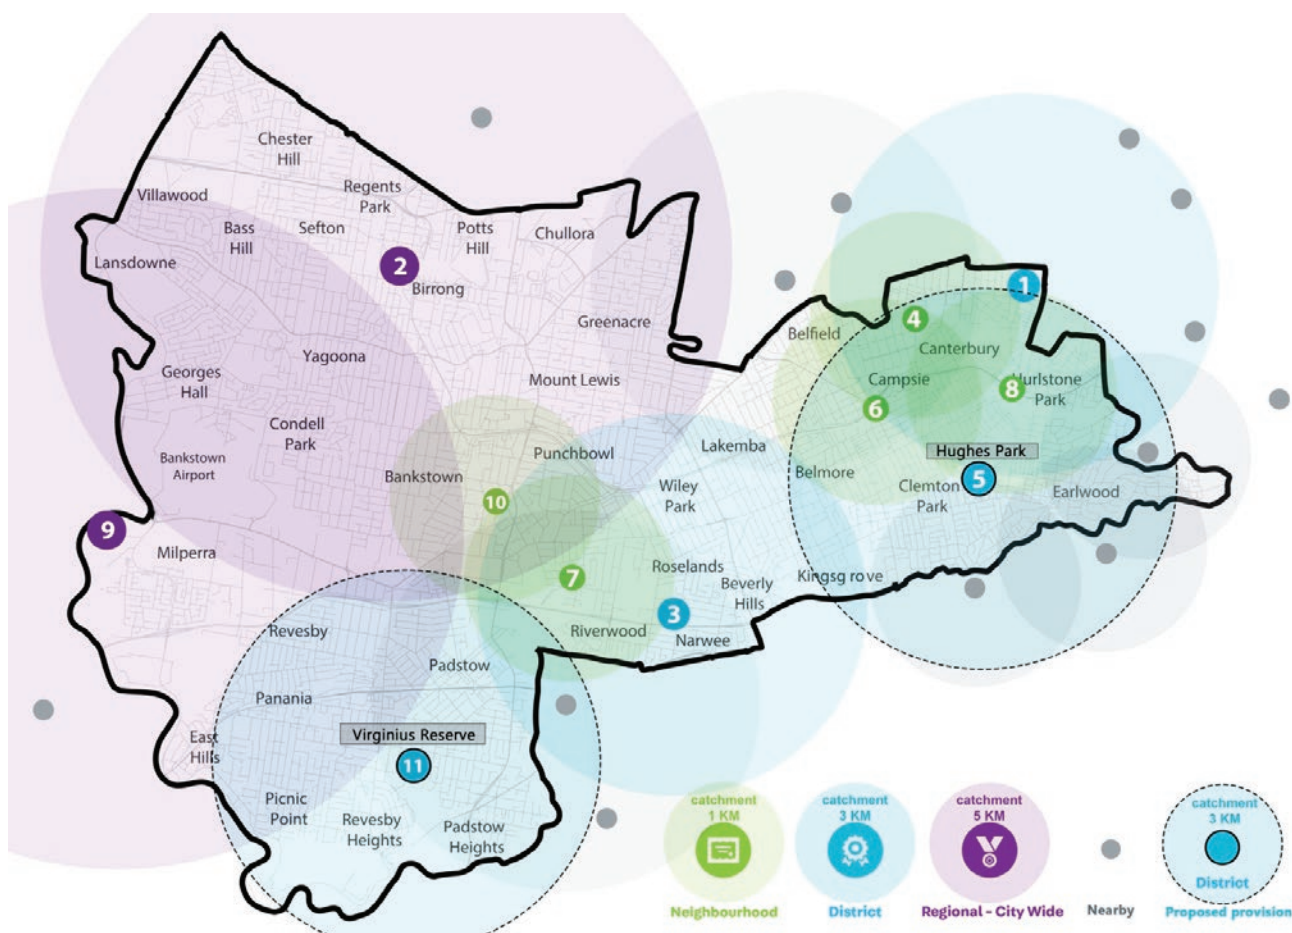 Chester
Hill
Villawood
Regents
Park
Bass
Hill
Sefton
Potts
Hill
Chullora
Lansdowne
2
Birrong
1
Greenacre
4
Belfield
Canterbury
Yagoona
Georges
Hall
Mount Lewis
Campsie
8
Hurlstone
Park
6
Condell
Park
Lakemba
Punchbowl
Hughes Park
Bankstown
Airport
Bankstown
Belmore
5
Wiley
Park
Clemton
Park
Earlwood
10
9
Milperra
7
Roselands
Beverly
Hills
Kingsg rove
3
Revesby
Riverwood
Narwee
Padstow
Panania
Virginius Reserve
East
Hills
11
Picnic
Point
Revesby
Heights
Padstow
Heights
catchment
1 KM
Neighbourhood
catchment
3 KM
District
catchment
5 KM
Regional - City Wide
Nearby
catchment
3 KM
District
Proposed provision